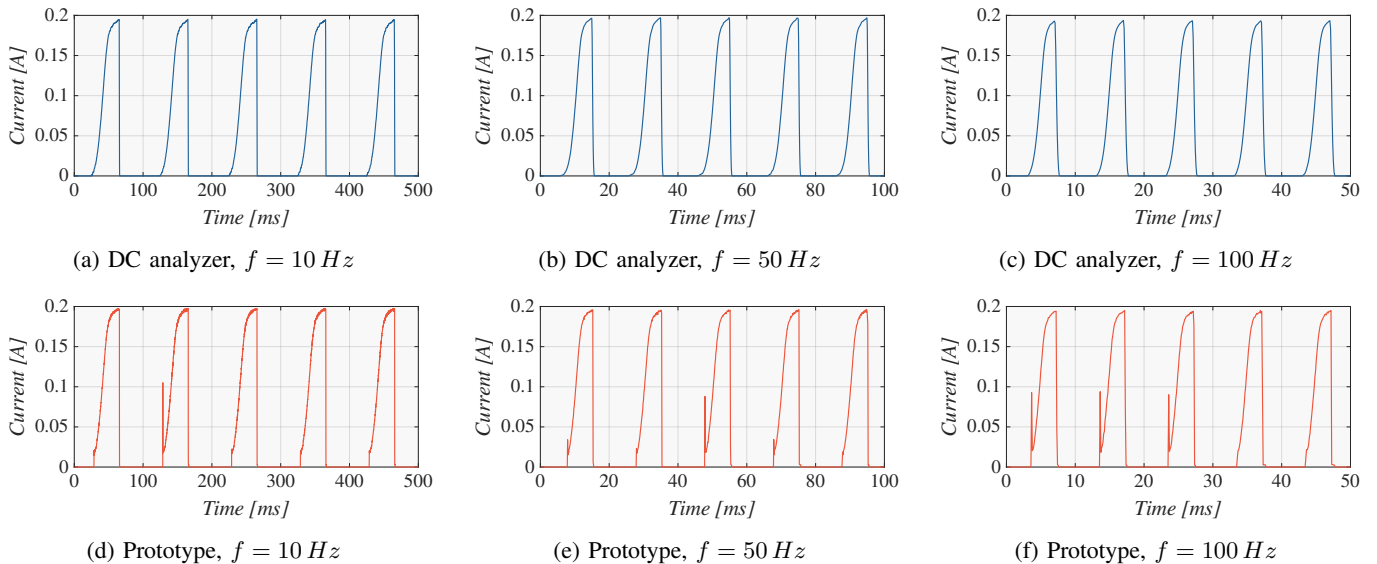 0.2
0.15
0.1
0.05
0
Current [A]
0 100 200 300 400 500
Time [ms]
(a) DC analyzer, f = 10 Hz
0.2
0.15
0.1
0.05
0
Current [A]
0 20 40 60 80 100
Time [ms]
(b) DC analyzer, f = 50 Hz
0.2
0.15
0.1
0.05
0
Current [A]
0 10 20 30 40 50
Time [ms]
(c) DC analyzer, f = 100 Hz
0.2
0.15
0.1
0.05
0
Current [A]
0 100 200 300 400 500
Time [ms]
(d) Prototype, f = 10 Hz
0.2
0.15
0.1
0.05
0
Current [A]
0 20 40 60 80 100
Time [ms]
(e) Prototype, f = 50 Hz
0.2
0.15
0.1
0.05
0
Current [A]
0 10 20 30 40 50
Time [ms]
(f) Prototype, f = 100 Hz